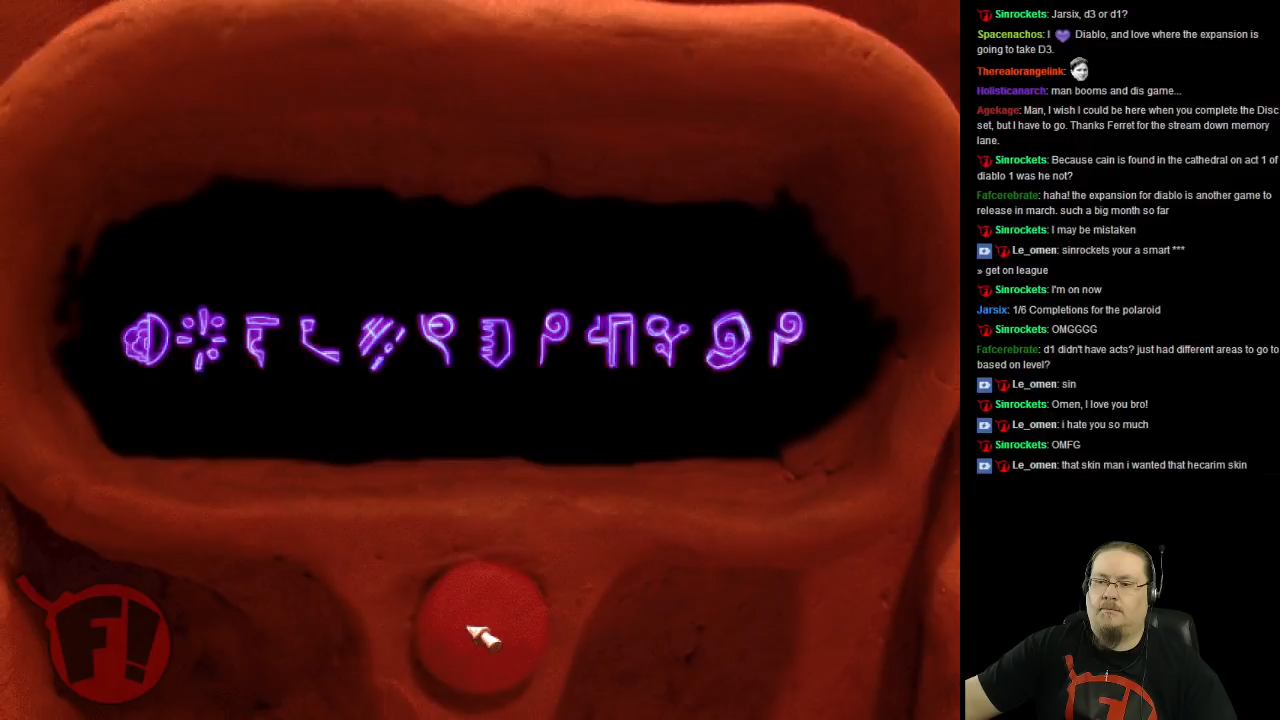 Sinrockets: Jarsix, d3 or d1?
Spacenachos: I 💜 Diablo, and love where the expansion is
going to take D3.
Therealorangelink:
Holisticanarch: man booms and dis game...
Agekage: Man, I wish I could be here when you complete the Disc
set, but I have to go. Thanks Ferret for the stream down memory
lane.
Sinrockets: Because cain is found in the cathedral on act 1 of
diablo 1 was he not?
Fafcerebrate: haha! the expansion for diablo is another game to
release in march. such a big month so far
Sinrockets: I may be mistaken
Le_omen: sinrockets your a smart ***
» get on league
Sinrockets: I'm on now
Jarsix: 1/6 Completions for the polaroid
Sinrockets: OMGGGG
Fafcerebrate: d1 didn't have acts? just had different areas to go to
based on level?
Le_omen: sin
Sinrockets: Omen, I love you bro!
Le_omen: i hate you so much
Sinrockets: OMFG
Le_omen: that skin man i wanted that hecarim skin
F!